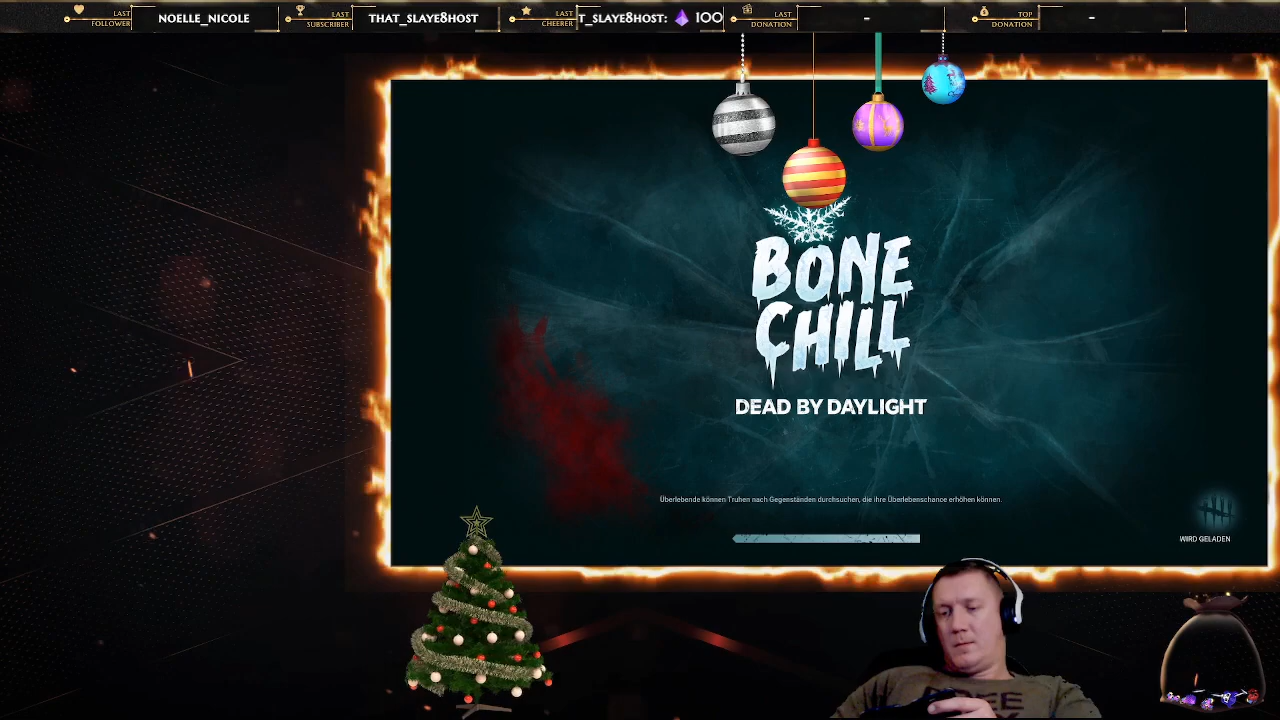 LAST
FOLLOWER
NOELLE_NICOLE
LAST
SUBSCRIBER
THAT_SLAYE8HOST
LAST
CHEERER
T_SLAYE8HOST: 100
LAST
DONATION
-
TOP
DONATION
-
BONE
CHILL
DEAD BY DAYLIGHT
Überlebende können Truhen nach Gegenständen durchsuchen, die ihre Überlebenschance erhöhen können.
WIRD GELADEN